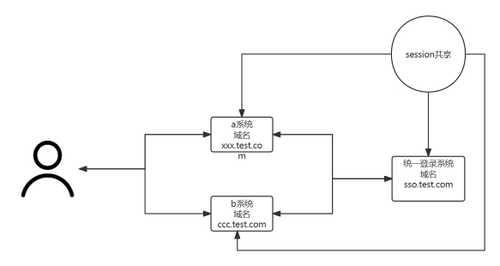 session共享
a系统
域名
xxx.test.co
m
统一登录系统
域名
sso.test.com
b系统
域名
ccc.test.com